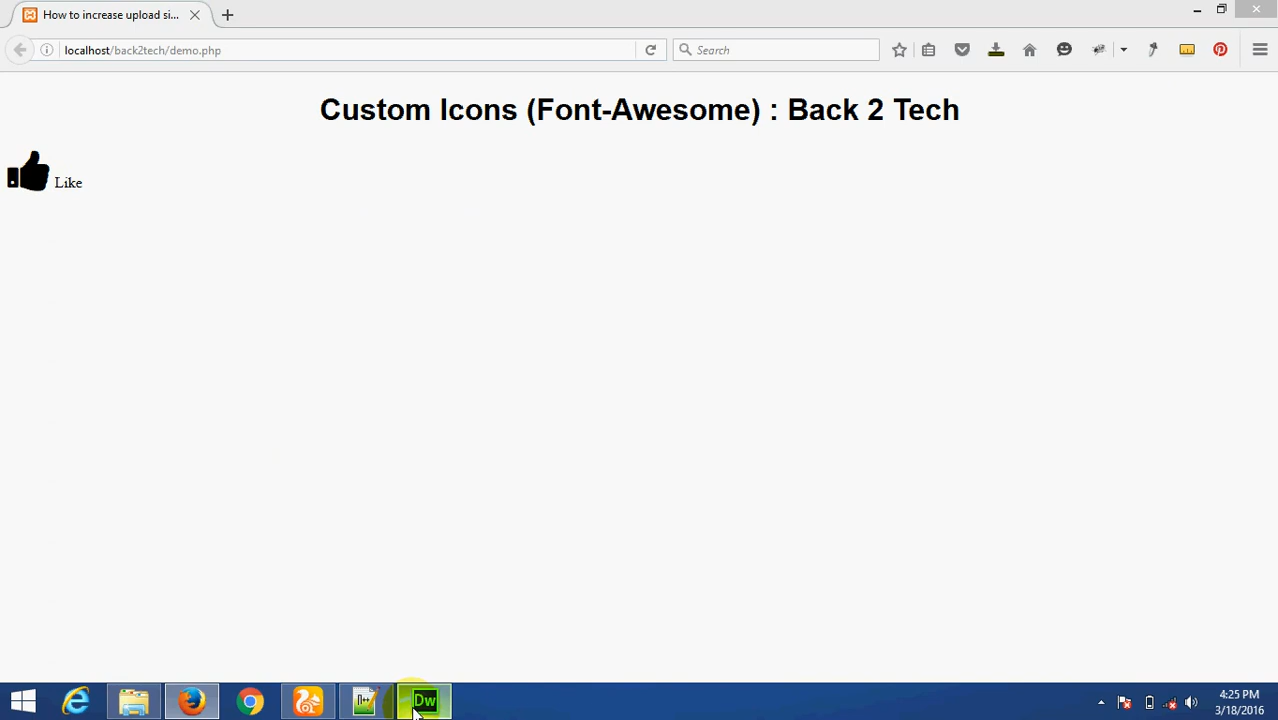 How to increase upload si...
localhost/back2tech/demo.php
Search
Custom Icons (Font-Awesome) : Back 2 Tech
Like
Dw
4:25 PM
3/18/2016